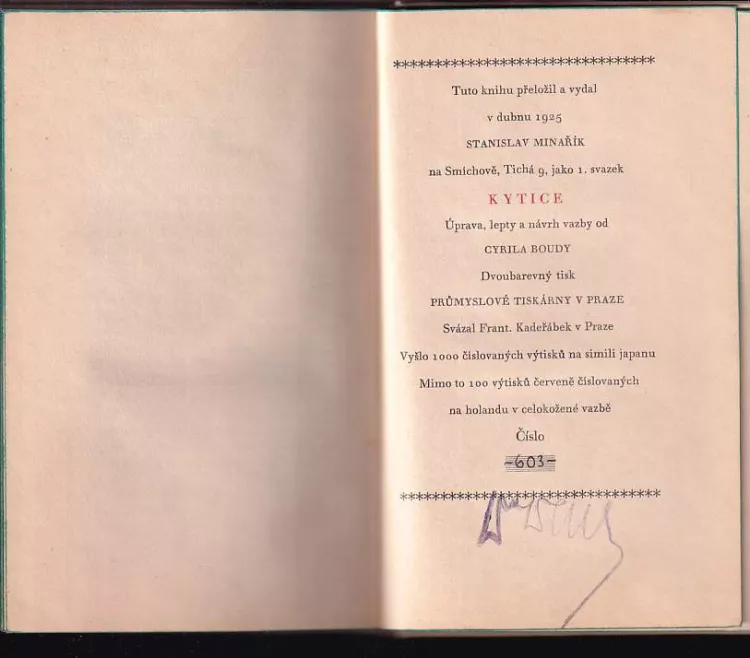 ********************************
Tuto knihu přeložil a vydal
v dubnu 1925
STANISLAV MINAŘÍK
na Smíchově, Tichá 9, jako 1. svazek
KYTICE
Úprava, lepty a návrh vazby od
CYRILA BOUDY
Dvoubarevný tisk
PRŮMYSLOVÉ TISKÁRNY V PRAZE
Svázal Frant. Kadeřábek v Praze
Vyšlo 1000 číslovaných výtisků na simili japanu
Mimo to 100 výtisků červeně číslovaných
na holandu v celokožené vazbě
Číslo
-603-
********************************